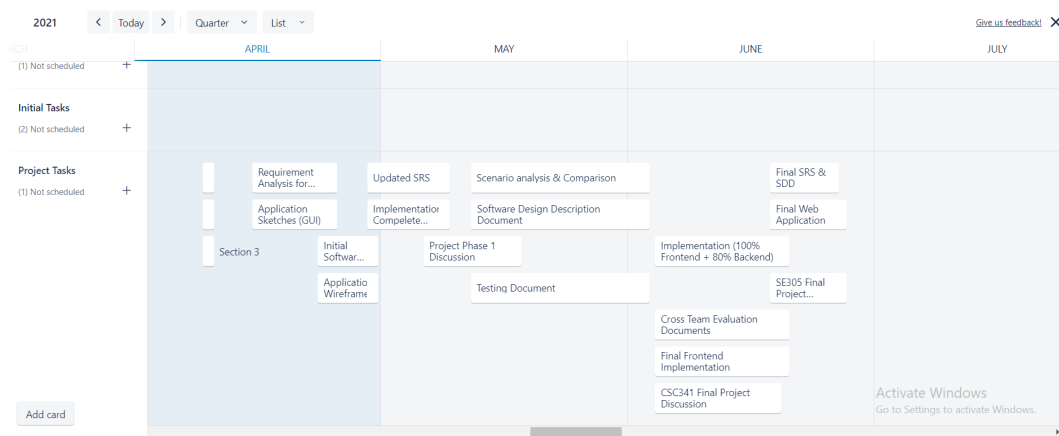 2021
Today
Quarter
List
Give us feedback!
RCH
APRIL
MAY
JUNE
JULY
(1) Not scheduled
Initial Tasks
(2) Not scheduled
Project Tasks
(1) Not scheduled
Requirement
Analysis for...
Updated SRS
Scenario analysis & Comparison
Final SRS &
SDD
Application
Sketches (GUI)
Implementation
Compelete...
Software Design Description
Document
Final Web
Application
Section 3
Initial
Softwar...
Project Phase 1
Discussion
Implementation (100%
Frontend + 80% Backend)
Applicatio
Wireframe
Testing Document
SE305 Final
Project...
Cross Team Evaluation
Documents
Final Frontend
Implementation
CSC341 Final Project
Discussion
Add card
Activate Windows
Go to Settings to activate Windows.